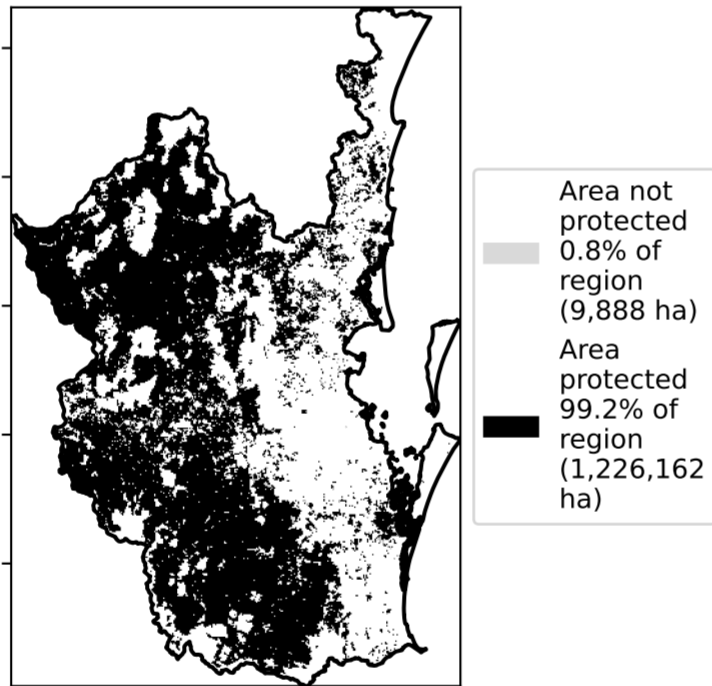 Area not
protected
0.8% of
region
(9,888 ha)
Area
protected
99.2% of
region
(1,226,162
ha)